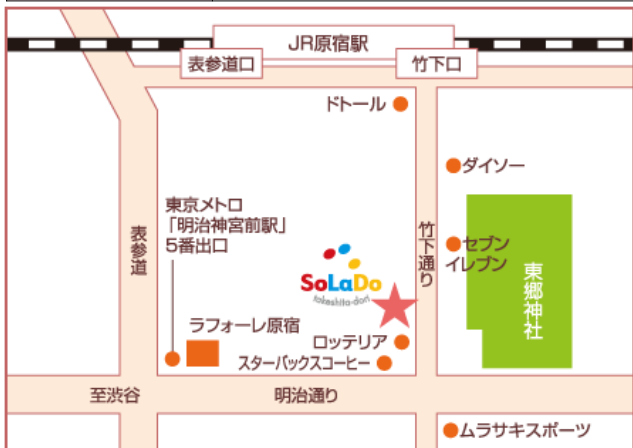 JR原宿駅
表参道口
竹下口
ドトール
ダイソー
東京メトロ
「明治神宮前駅」
5番出口
表参道
竹下通り
セブン
イレブン
東郷神社
SoLaDo
takeshita-dori
ラフォーレ原宿
ロッテリア
スターバックスコーヒー
至渋谷
明治通り
ムラサキスポーツ